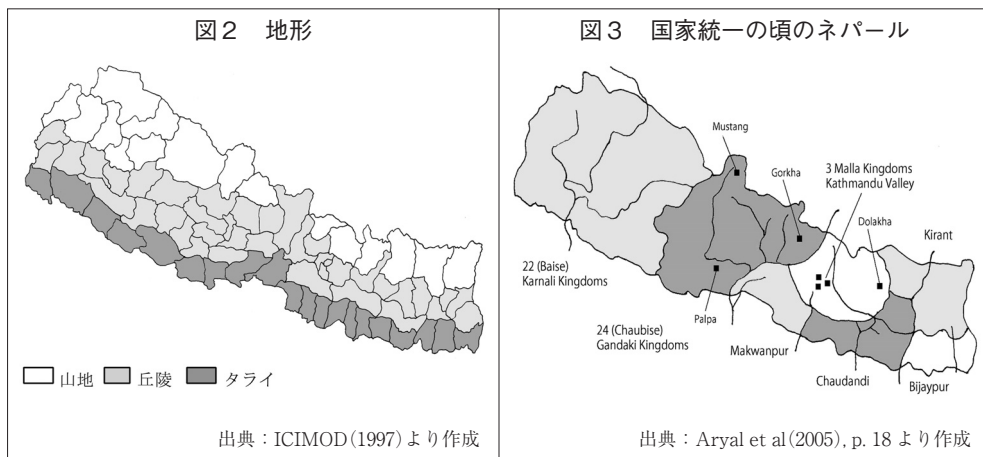 図2　地形
山地
丘陵
タライ
出典：ICIMOD(1997)より作成
図3　国家統一の頃のネパール
Mustang
Gorkha
3 Malla Kingdoms
Kathmandu Valley
Dolakha
Kirant
22 (Baise)
Karnali Kingdoms
Palpa
24 (Chaubise)
Gandaki Kingdoms
Makwanpur
Chaudandi
Bijaypur
出典：Aryal et al(2005), p. 18 より作成